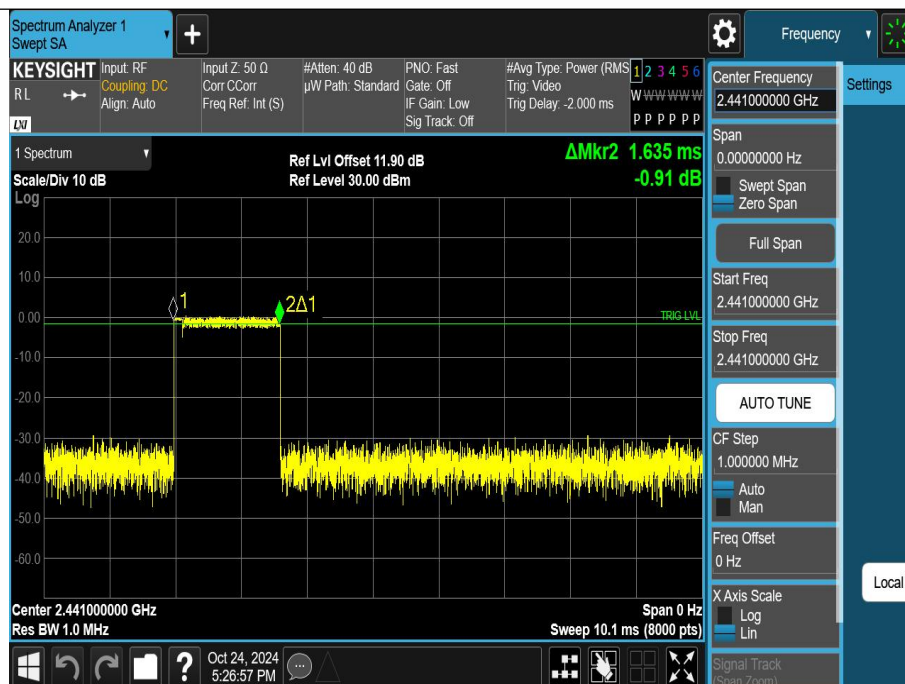 Spectrum Analyzer 1
Swept SA
Frequency
KEYSIGHT
RL
LXI
Input: RF
Coupling: DC
Align: Auto
Input Z: 50 Ω
Corr CCorr
Freq Ref: Int (S)
#Atten: 40 dB
µW Path: Standard
PNO: Fast
Gate: Off
IF Gain: Low
Sig Track: Off
#Avg Type: Power (RMS
Trig: Video
Trig Delay: -2.000 ms
1 2 3 4 5 6
W W W W W W
P P P P P P
1 Spectrum
Scale/Div 10 dB
Ref Lvl Offset 11.90 dB
Ref Level 30.00 dBm
ΔMkr2 1.635 ms
-0.91 dB
Log
20.0
10.0
0.00
-10.0
-20.0
-30.0
-40.0
-50.0
-60.0
1
2Δ1
TRIG LVL
Center 2.441000000 GHz
Res BW 1.0 MHz
Span 0 Hz
Sweep 10.1 ms (8000 pts)
Oct 24, 2024
5:26:57 PM
Center Frequency
2.441000000 GHz
Settings
Span
0.00000000 Hz
Swept Span
Zero Span
Full Span
Start Freq
2.441000000 GHz
Stop Freq
2.441000000 GHz
AUTO TUNE
CF Step
1.000000 MHz
Auto
Man
Freq Offset
0 Hz
Local
X Axis Scale
Log
Lin
Signal Track
(Span Zoom)